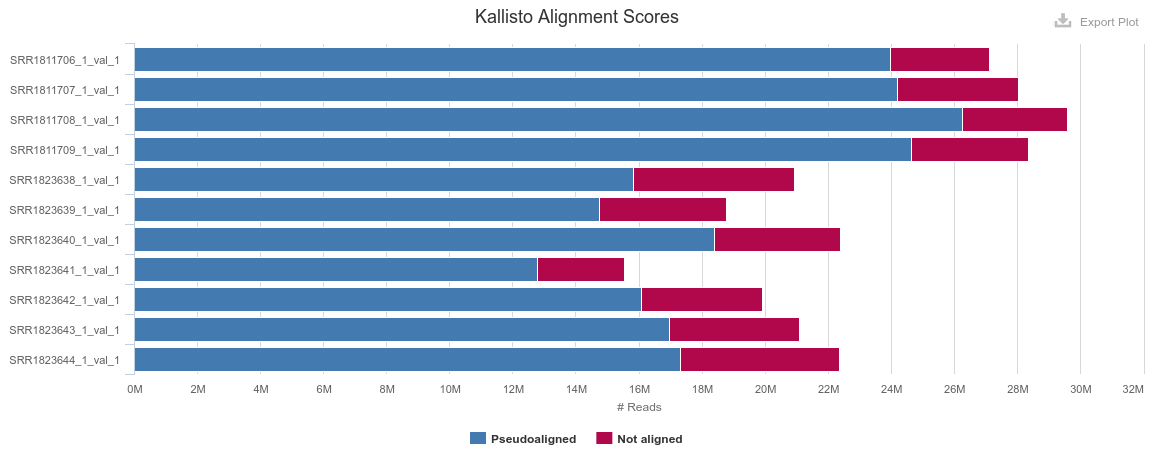 Kallisto Alignment Scores
Export Plot
SRR1811706_1_val_1
SRR1811707_1_val_1
SRR1811708_1_val_1
SRR1811709_1_val_1
SRR1823638_1_val_1
SRR1823639_1_val_1
SRR1823640_1_val_1
SRR1823641_1_val_1
SRR1823642_1_val_1
SRR1823643_1_val_1
SRR1823644_1_val_1
0M 2M 4M 6M 8M 10M 12M 14M 16M 18M 20M 22M 24M 26M 28M 30M 32M
# Reads
Pseudoaligned Not aligned